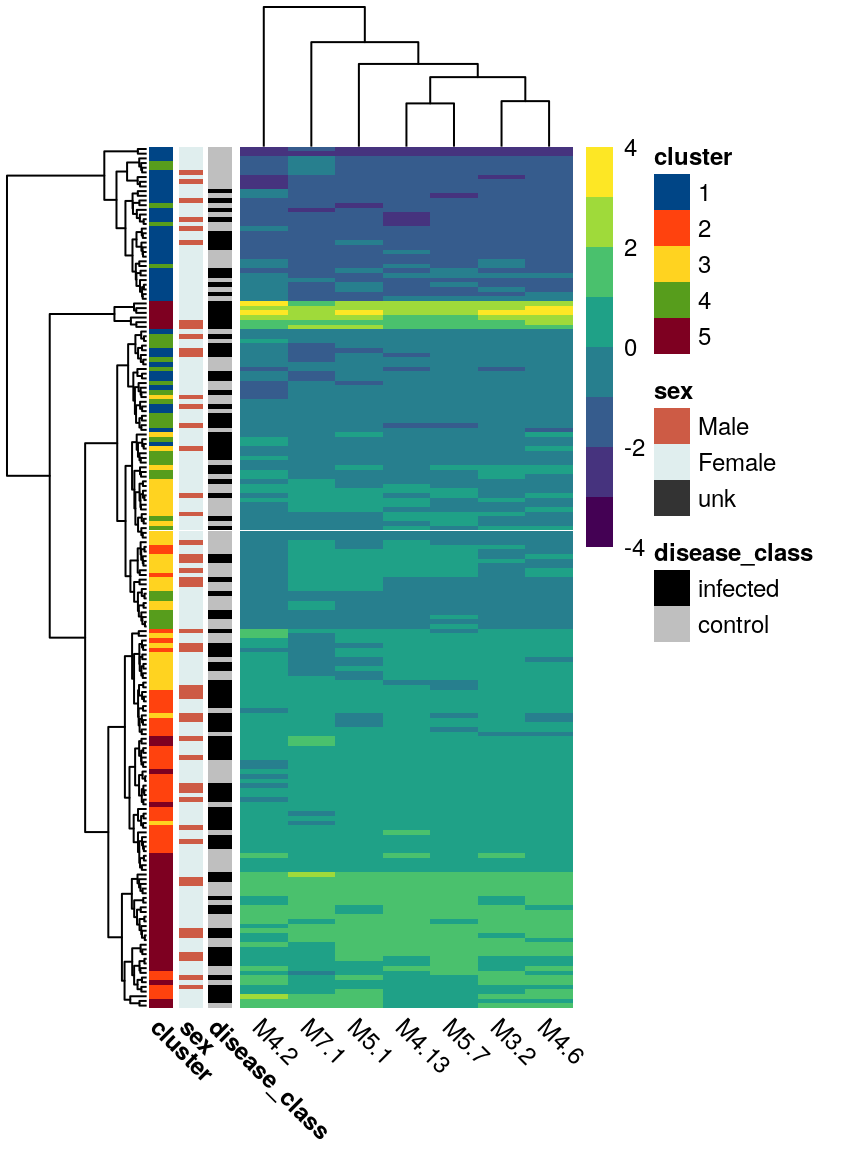 4
2
0
-2
-4
cluster
1
2
3
4
5
sex
Male
Female
unk
disease_class
infected
control
cluster
sex
disease_class
M4.2
M7.1
M5.1
M4.13
M5.7
M3.2
M4.6